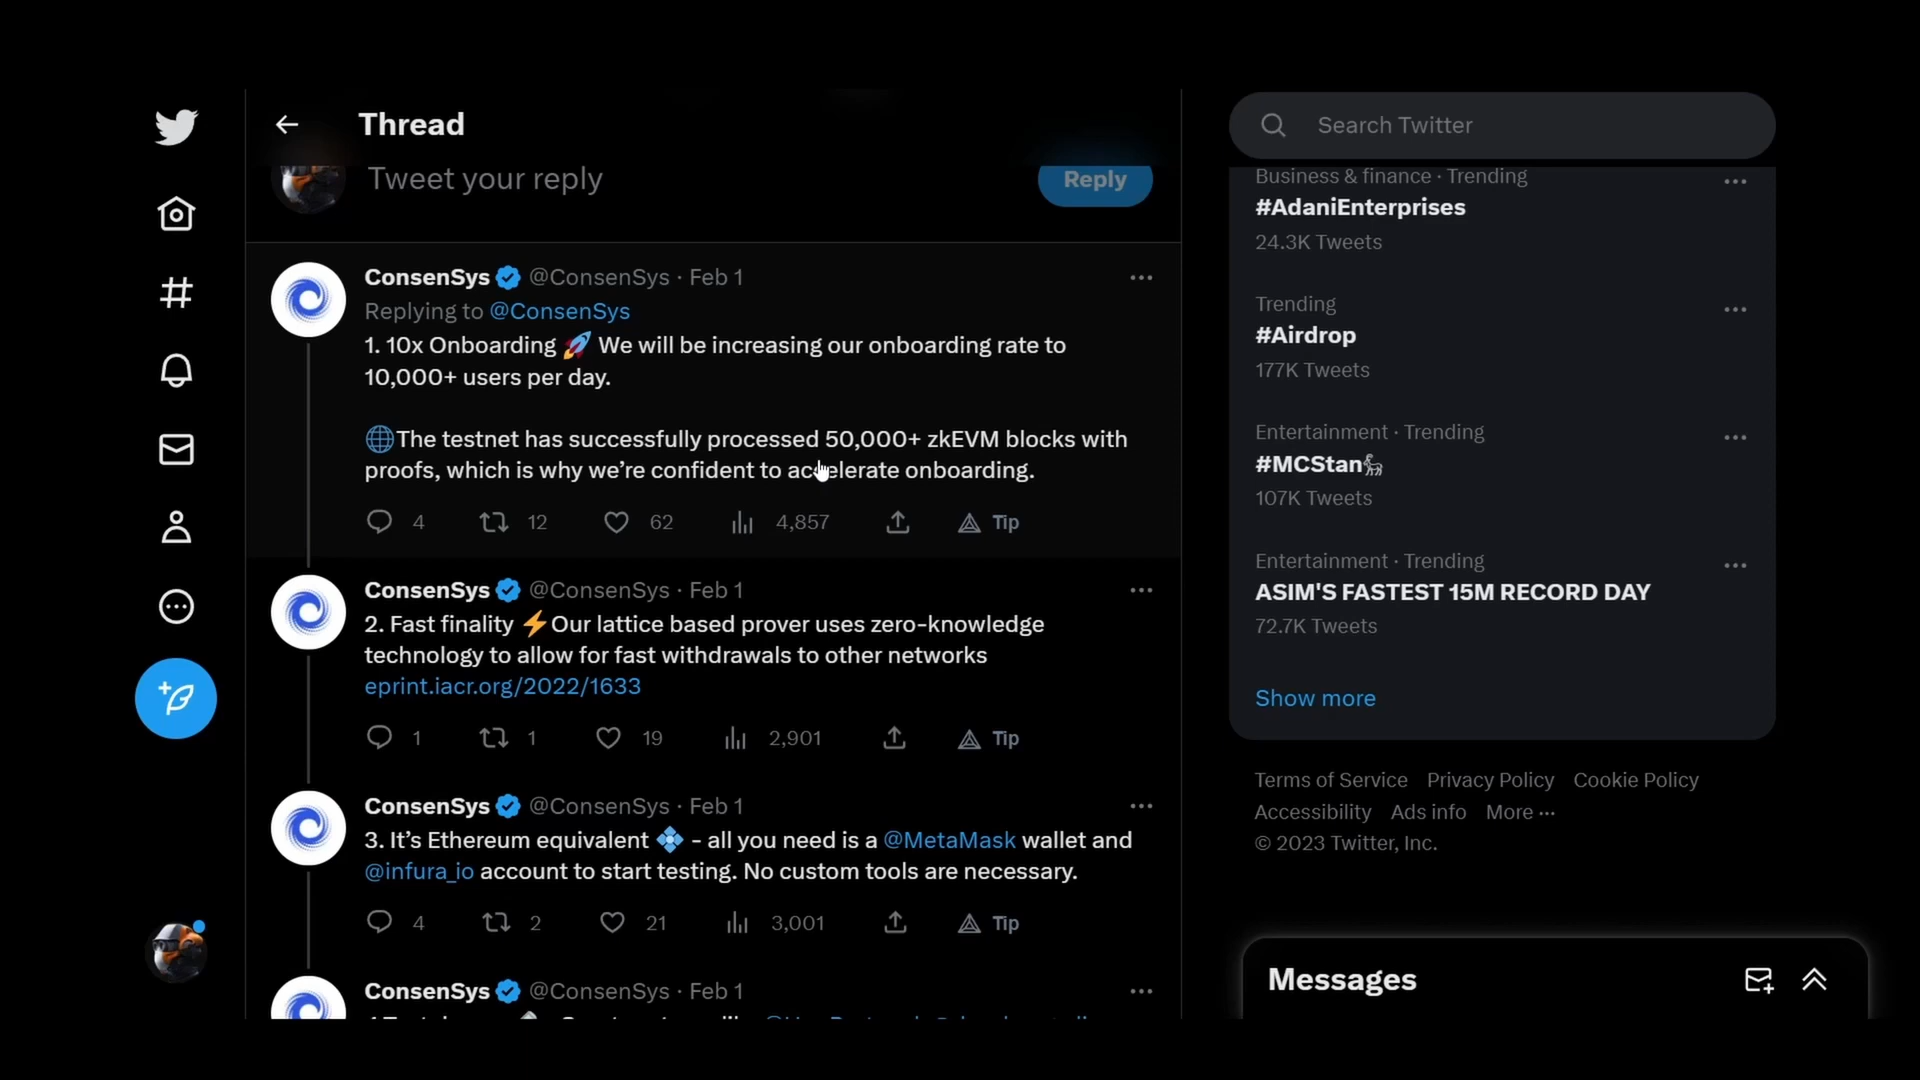 Thread
Search Twitter
Tweet your reply
Reply
ConsenSys @ConsenSys · Feb 1
Replying to @ConsenSys
1. 10x Onboarding 🚀 We will be increasing our onboarding rate to
10,000+ users per day.
🌐The testnet has successfully processed 50,000+ zkEVM blocks with
proofs, which is why we’re confident to accelerate onboarding.
4 12 62 4,857 Tip
ConsenSys @ConsenSys · Feb 1
2. Fast finality ⚡Our lattice based prover uses zero-knowledge
technology to allow for fast withdrawals to other networks
eprint.iacr.org/2022/1633
1 1 19 2,901 Tip
ConsenSys @ConsenSys · Feb 1
3. It’s Ethereum equivalent 💠 - all you need is a @MetaMask wallet and
@infura_io account to start testing. No custom tools are necessary.
4 2 21 3,001 Tip
ConsenSys @ConsenSys · Feb 1
Business & finance · Trending
#AdaniEnterprises
24.3K Tweets
Trending
#Airdrop
177K Tweets
Entertainment · Trending
#MCStan
107K Tweets
Entertainment · Trending
ASIM'S FASTEST 15M RECORD DAY
72.7K Tweets
Show more
Terms of Service Privacy Policy Cookie Policy
Accessibility Ads info More ···
© 2023 Twitter, Inc.
Messages